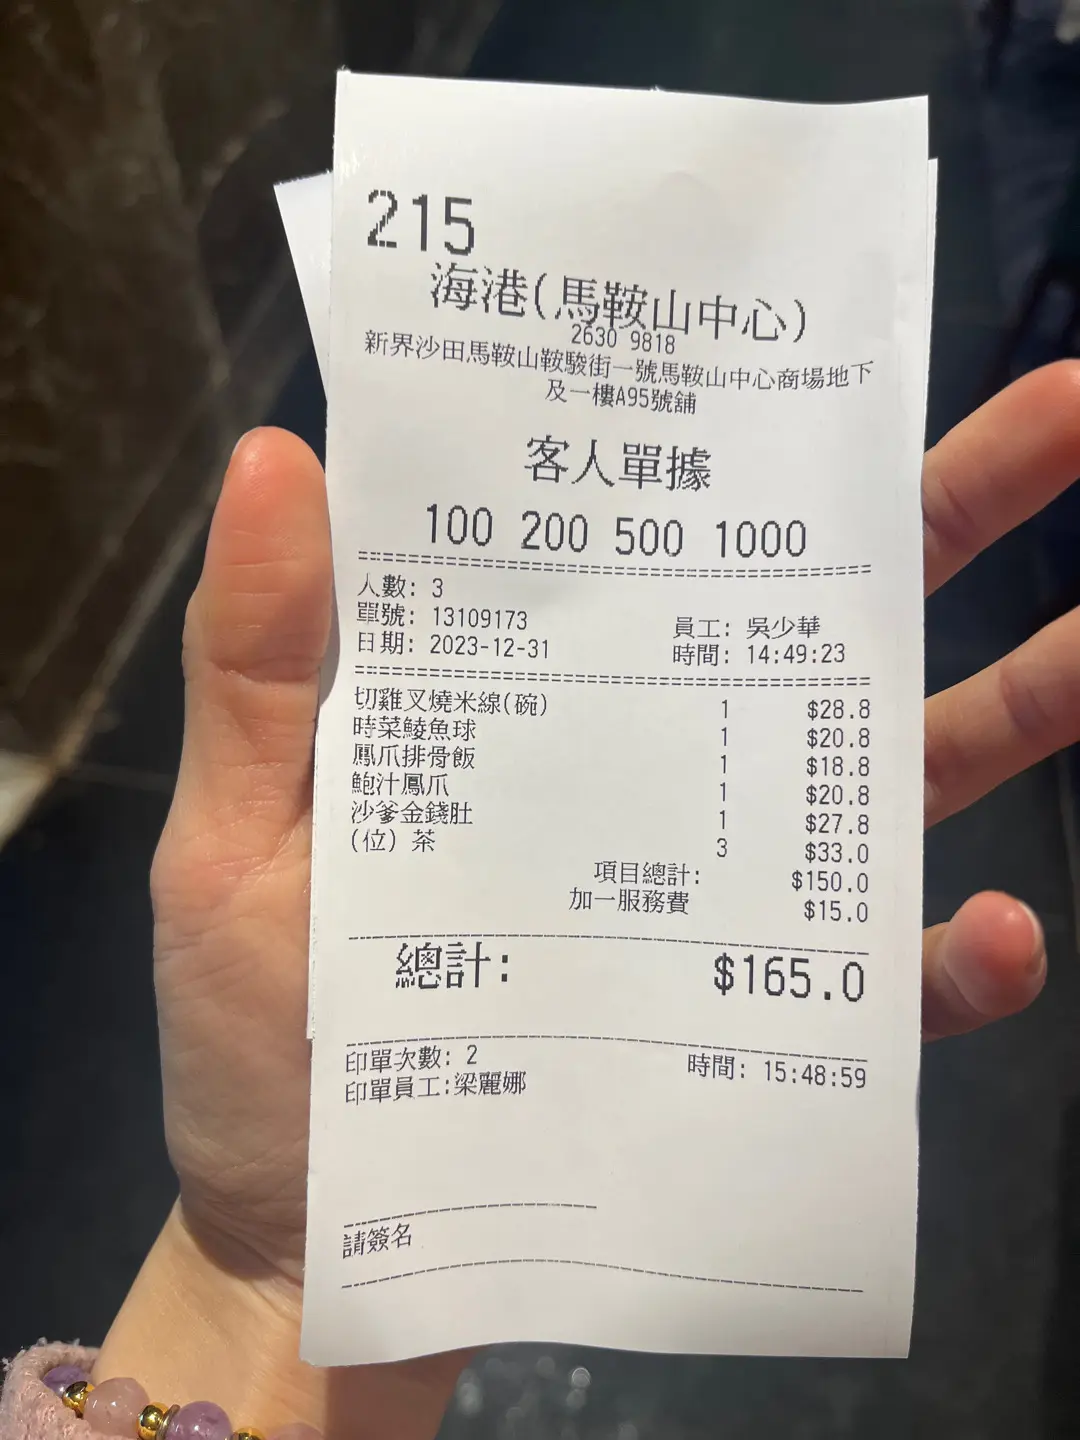 215
海港(馬鞍山中心)
2630 9818
新界沙田馬鞍山鞍駿街一號馬鞍山中心商場地下
及一樓A95號舖
客人單據
100 200 500 1000
人數: 3
單號: 13109173 員工: 吳少華
日期: 2023-12-31 時間: 14:49:23
切雞叉燒米線(碗) 1 $28.8
時菜鯪魚球 1 $20.8
鳳爪排骨飯 1 $18.8
鮑汁鳳爪 1 $20.8
沙爹金錢肚 1 $27.8
(位) 茶 3 $33.0
項目總計: $150.0
加一服務費 $15.0
總計: $165.0
印單次數: 2 時間: 15:48:59
印單員工:梁麗娜
請簽名